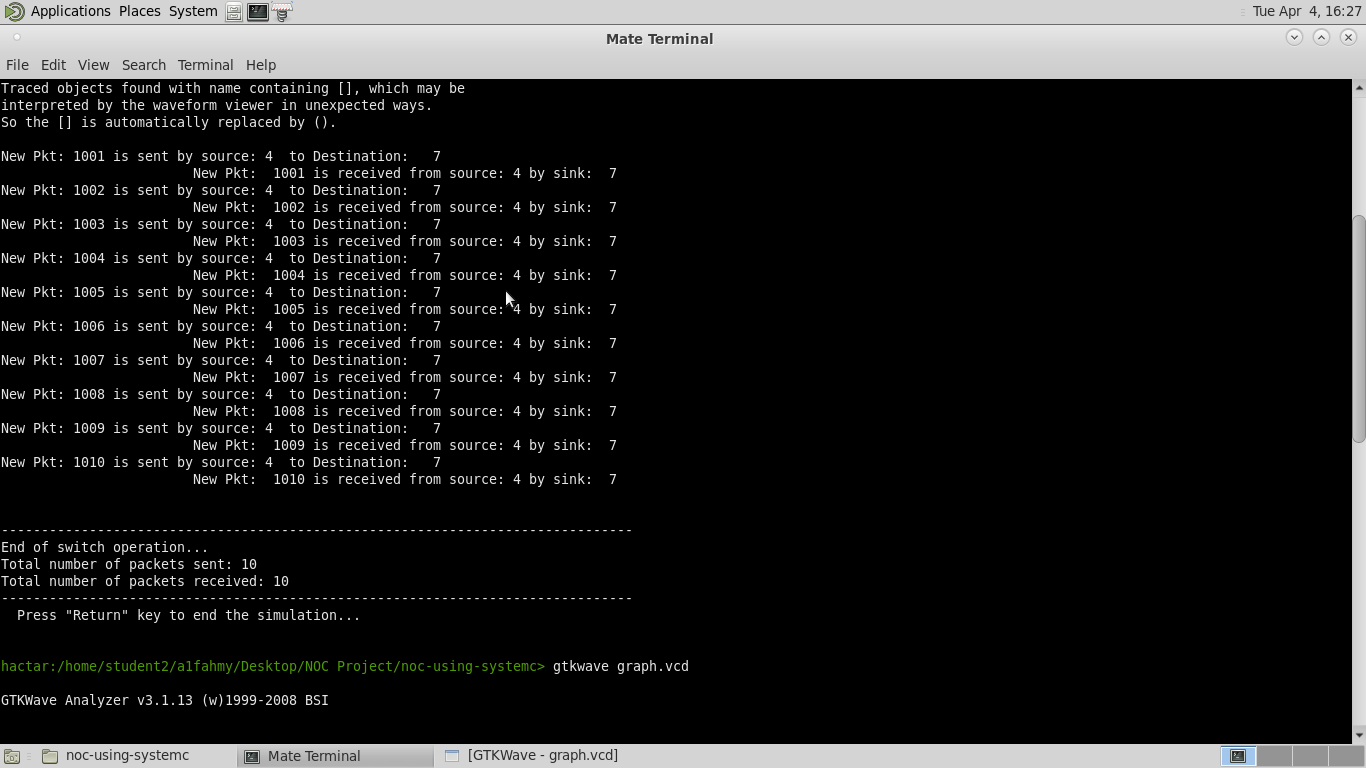 Applications Places System Tue Apr 4, 16:27
Mate Terminal
File Edit View Search Terminal Help
Traced objects found with name containing [], which may be
interpreted by the waveform viewer in unexpected ways.
So the [] is automatically replaced by ().
New Pkt: 1001 is sent by source: 4  to Destination:   7
                        New Pkt:  1001 is received from source: 4 by sink:  7
New Pkt: 1002 is sent by source: 4  to Destination:   7
                        New Pkt:  1002 is received from source: 4 by sink:  7
New Pkt: 1003 is sent by source: 4  to Destination:   7
                        New Pkt:  1003 is received from source: 4 by sink:  7
New Pkt: 1004 is sent by source: 4  to Destination:   7
                        New Pkt:  1004 is received from source: 4 by sink:  7
New Pkt: 1005 is sent by source: 4  to Destination:   7
                        New Pkt:  1005 is received from source: 4 by sink:  7
New Pkt: 1006 is sent by source: 4  to Destination:   7
                        New Pkt:  1006 is received from source: 4 by sink:  7
New Pkt: 1007 is sent by source: 4  to Destination:   7
                        New Pkt:  1007 is received from source: 4 by sink:  7
New Pkt: 1008 is sent by source: 4  to Destination:   7
                        New Pkt:  1008 is received from source: 4 by sink:  7
New Pkt: 1009 is sent by source: 4  to Destination:   7
                        New Pkt:  1009 is received from source: 4 by sink:  7
New Pkt: 1010 is sent by source: 4  to Destination:   7
                        New Pkt:  1010 is received from source: 4 by sink:  7
-------------------------------------------------------------------------------
End of switch operation...
Total number of packets sent: 10
Total number of packets received: 10
-------------------------------------------------------------------------------
  Press "Return" key to end the simulation...
hactar:/home/student2/a1fahmy/Desktop/NOC Project/noc-using-systemc> gtkwave graph.vcd
GTKWave Analyzer v3.1.13 (w)1999-2008 BSI
noc-using-systemc Mate Terminal [GTKWave - graph.vcd]